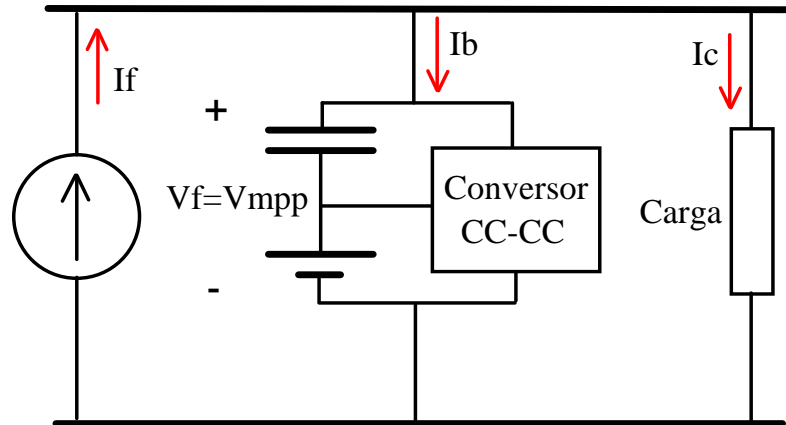 If
+
Vf=Vmpp
-
Ib
Conversor
CC-CC
Ic
Carga